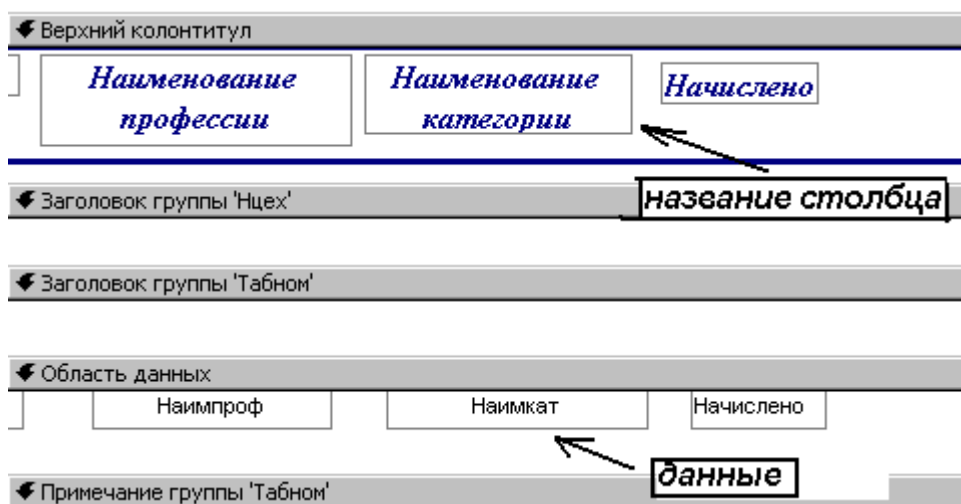 Верхний колонтитул
Наименование профессии
Наименование категории
Начислено
название столбца
Заголовок группы 'Нцех'
Заголовок группы 'Табном'
Область данных
Наимпроф Наимкат Начислено
данные
Примечание группы 'Табном'